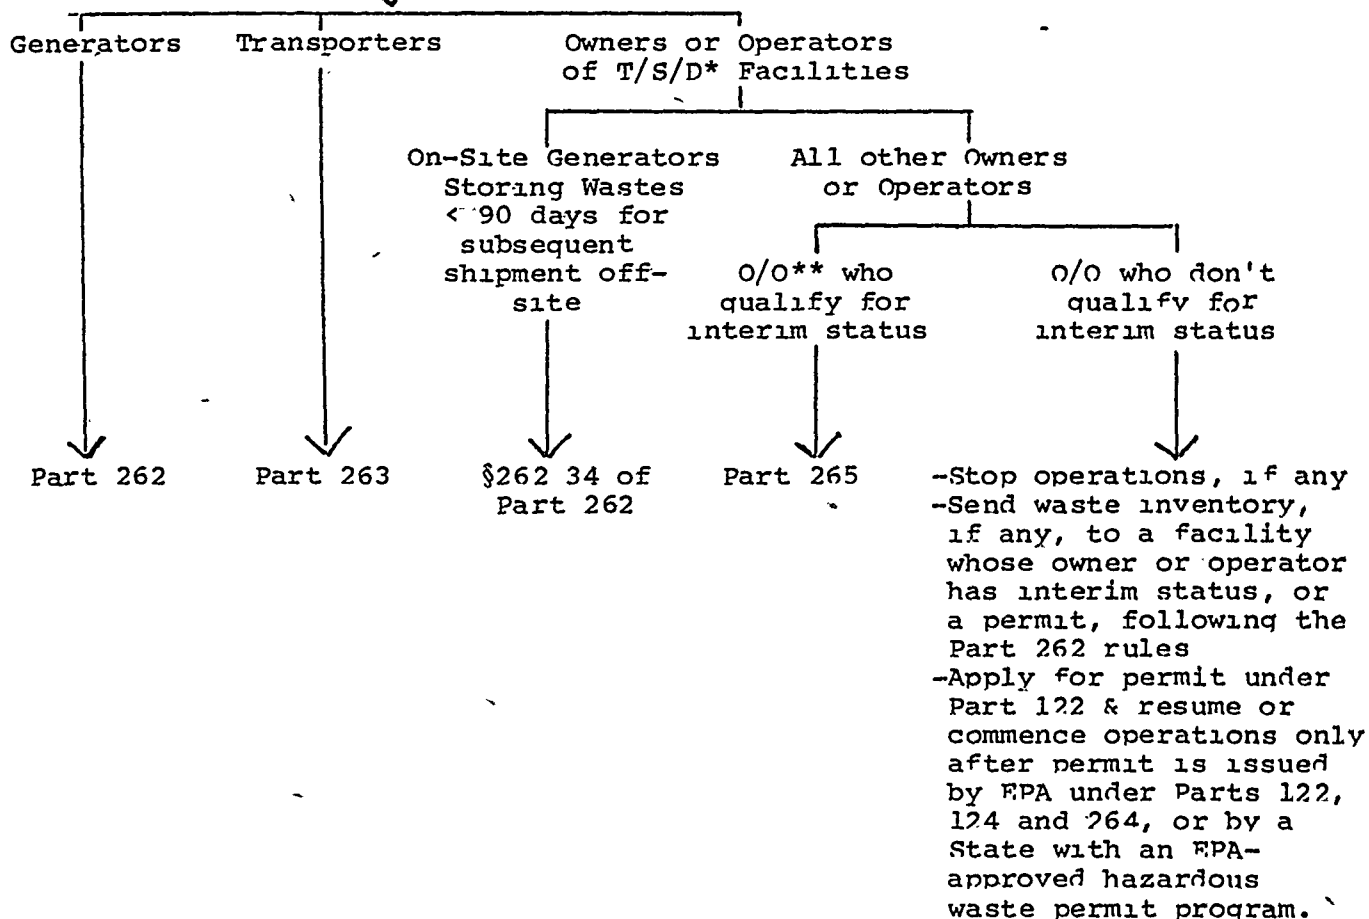 Generators
Transporters
Owners or Operators
of T/S/D* Facilities
On-Site Generators
Storing Wastes
< 90 days for
subsequent
shipment off-
site
All other Owners
or Operators
O/O** who
qualify for
interim status
O/O who don't
qualify for
interim status
Part 262
Part 263
§262 34 of
Part 262
Part 265
-Stop operations, if any
-Send waste inventory,
if any, to a facility
whose owner or operator
has interim status, or
a permit, following the
Part 262 rules
-Apply for permit under
Part 122 & resume or
commence operations only
after permit is issued
by EPA under Parts 122,
124 and 264, or by a
State with an EPA-
approved hazardous
waste permit program.